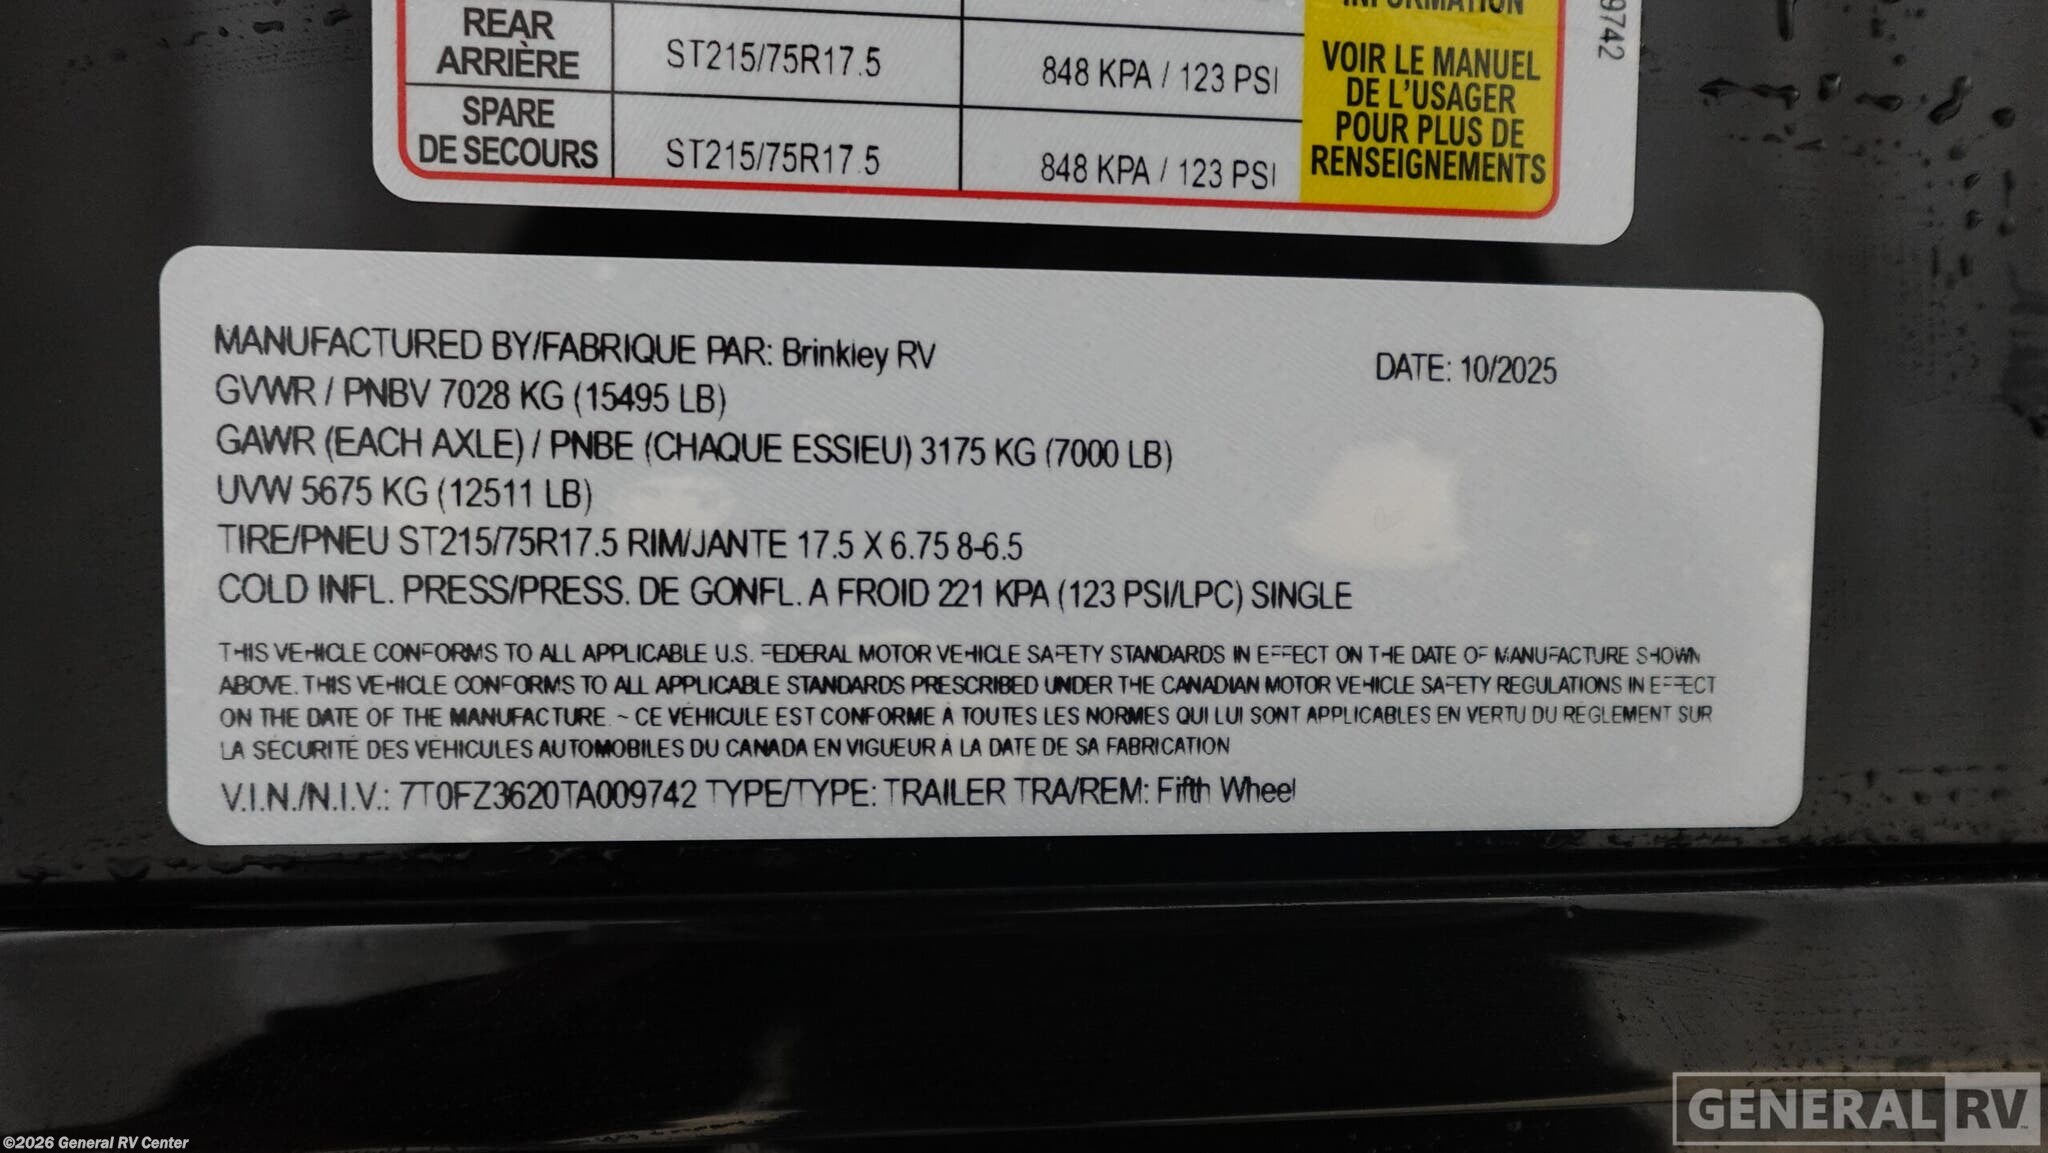 INFORMATION
REAR
ARRIÈRE
ST215/75R17.5
848 KPA / 123 PSI
SPARE
DE SECOURS
ST215/75R17.5
848 KPA / 123 PSI
VOIR LE MANUEL
DE L'USAGER
POUR PLUS DE
RENSEIGNEMENTS
9742
MANUFACTURED BY/FABRIQUE PAR: Brinkley RV
DATE: 10/2025
GVWR / PNBV 7028 KG (15495 LB)
GAWR (EACH AXLE) / PNBE (CHAQUE ESSIEU) 3175 KG (7000 LB)
UVW 5675 KG (12511 LB)
TIRE/PNEU ST215/75R17.5 RIM/JANTE 17.5 X 6.75 8-6.5
COLD INFL. PRESS/PRESS. DE GONFL. A FROID 221 KPA (123 PSI/LPC) SINGLE
THIS VEHICLE CONFORMS TO ALL APPLICABLE U.S. FEDERAL MOTOR VEHICLE SAFETY STANDARDS IN EFFECT ON THE DATE OF MANUFACTURE SHOWN
ABOVE. THIS VEHICLE CONFORMS TO ALL APPLICABLE STANDARDS PRESCRIBED UNDER THE CANADIAN MOTOR VEHICLE SAFETY REGULATIONS IN EFFECT
ON THE DATE OF THE MANUFACTURE. ~ CE VÉHICULE EST CONFORME À TOUTES LES NORMES QUI LUI SONT APPLICABLES EN VERTU DU RÉGLEMENT SUR
LA SÉCURITÉ DES VÉHICULES AUTOMOBILES DU CANADA EN VIGUEUR À LA DATE DE SA FABRICATION
V.I.N./N.I.V.: 7T0FZ3620TA009742 TYPE/TYPE: TRAILER TRA/REM: Fifth Wheel
GENERAL RV
©2026 General RV Center